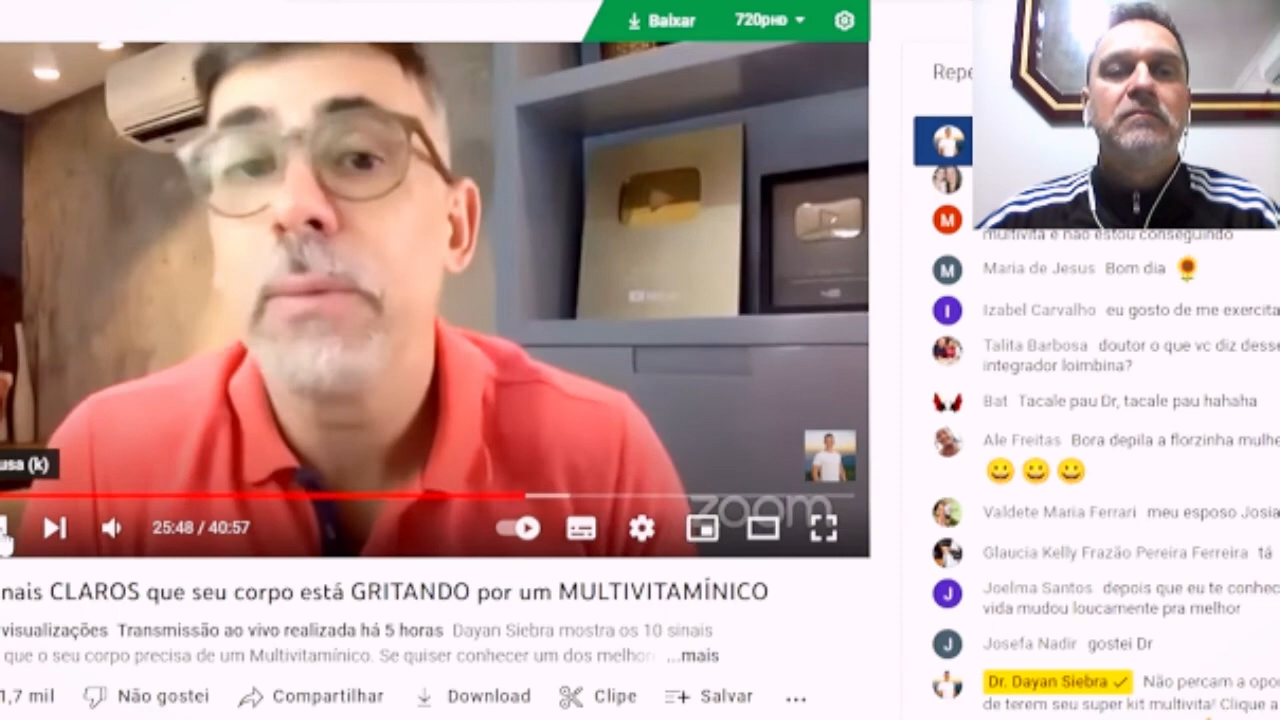 Baixar 720pHD
Repe
multivita e não estou conseguindo
Maria de Jesus Bom dia 🌻
Izabel Carvalho eu gosto de me exercita
Talita Barbosa doutor o que vc diz desse
integrador loimbina?
Bat Tacale pau Dr, tacale pau hahaha
Ale Freitas Bora depila a florzinha mulhe
😀 😀 😀
Valdete Maria Ferrari meu esposo Josia
Glaucia Kelly Frazão Pereira Ferreira tá
Joelma Santos depois que eu te conhec
vida mudou loucamente pra melhor
Josefa Nadir gostei Dr
Dr. Dayan Siebra Não percam a opor
de terem seu super kit multivita! Clique a
usa (k)
zoom
25:48 / 40:57
nais CLAROS que seu corpo está GRITANDO por um MULTIVITAMÍNICO
visualizações Transmissão ao vivo realizada há 5 horas Dayan Siebra mostra os 10 sinais
que o seu corpo precisa de um Multivitamínico. Se quiser conhecer um dos melhor ...mais
1,7 mil Não gostei Compartilhar Download Clipe Salvar ...